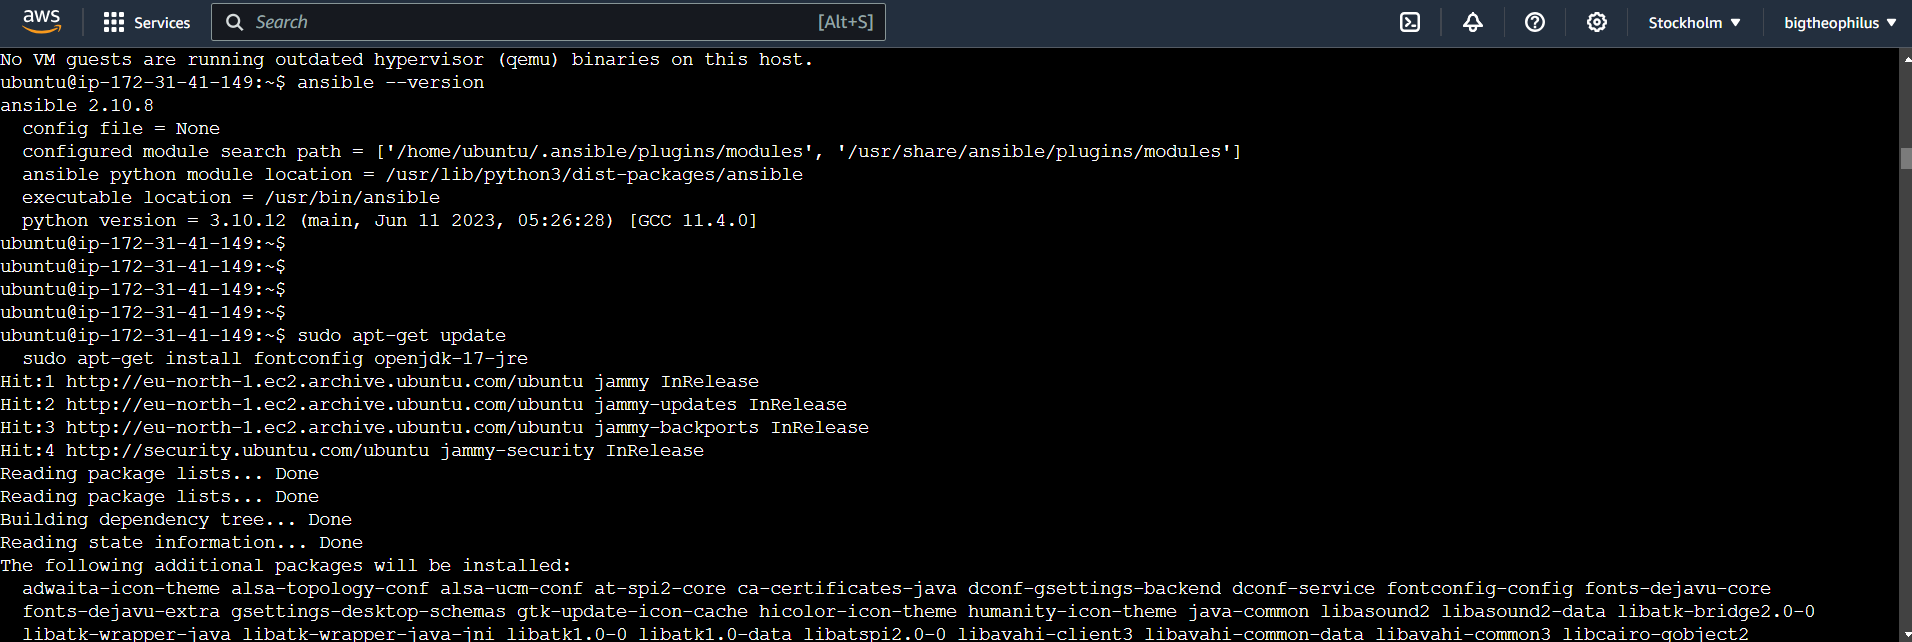 aws Services Search [Alt+S] Stockholm ▼ bigtheophilus ▼
No VM guests are running outdated hypervisor (qemu) binaries on this host.
ubuntu@ip-172-31-41-149:~$ ansible --version
ansible 2.10.8
  config file = None
  configured module search path = ['/home/ubuntu/.ansible/plugins/modules', '/usr/share/ansible/plugins/modules']
  ansible python module location = /usr/lib/python3/dist-packages/ansible
  executable location = /usr/bin/ansible
  python version = 3.10.12 (main, Jun 11 2023, 05:26:28) [GCC 11.4.0]
ubuntu@ip-172-31-41-149:~$
ubuntu@ip-172-31-41-149:~$
ubuntu@ip-172-31-41-149:~$
ubuntu@ip-172-31-41-149:~$
ubuntu@ip-172-31-41-149:~$ sudo apt-get update
  sudo apt-get install fontconfig openjdk-17-jre
Hit:1 http://eu-north-1.ec2.archive.ubuntu.com/ubuntu jammy InRelease
Hit:2 http://eu-north-1.ec2.archive.ubuntu.com/ubuntu jammy-updates InRelease
Hit:3 http://eu-north-1.ec2.archive.ubuntu.com/ubuntu jammy-backports InRelease
Hit:4 http://security.ubuntu.com/ubuntu jammy-security InRelease
Reading package lists... Done
Reading package lists... Done
Building dependency tree... Done
Reading state information... Done
The following additional packages will be installed:
  adwaita-icon-theme alsa-topology-conf alsa-ucm-conf at-spi2-core ca-certificates-java dconf-gsettings-backend dconf-service fontconfig-config fonts-dejavu-core
  fonts-dejavu-extra gsettings-desktop-schemas gtk-update-icon-cache hicolor-icon-theme humanity-icon-theme java-common libasound2 libasound2-data libatk-bridge2.0-0
  libatk-wrapper-java libatk-wrapper-java-jni libatk1.0-0 libatk1.0-data libatspi2.0-0 libavahi-client3 libavahi-common-data libavahi-common3 libcairo-gobject2